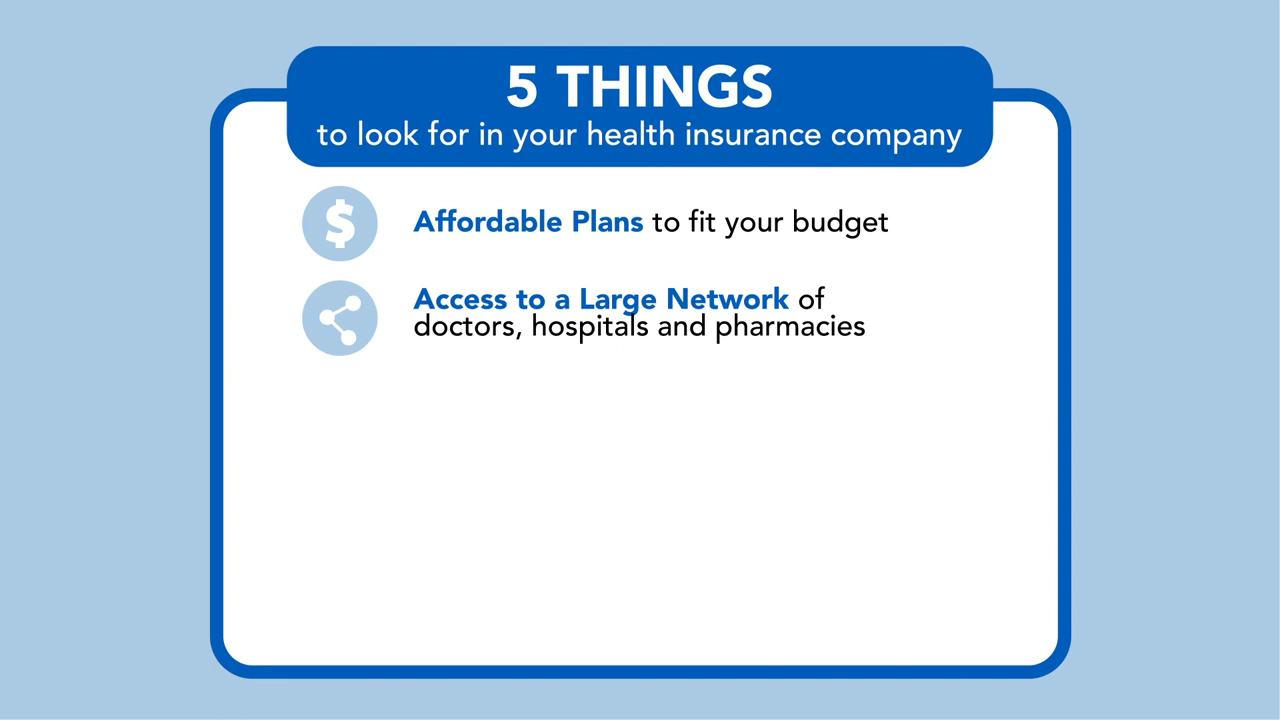 5 THINGS
to look for in your health insurance company
Affordable Plans to fit your budget
Access to a Large Network of
doctors, hospitals and pharmacies